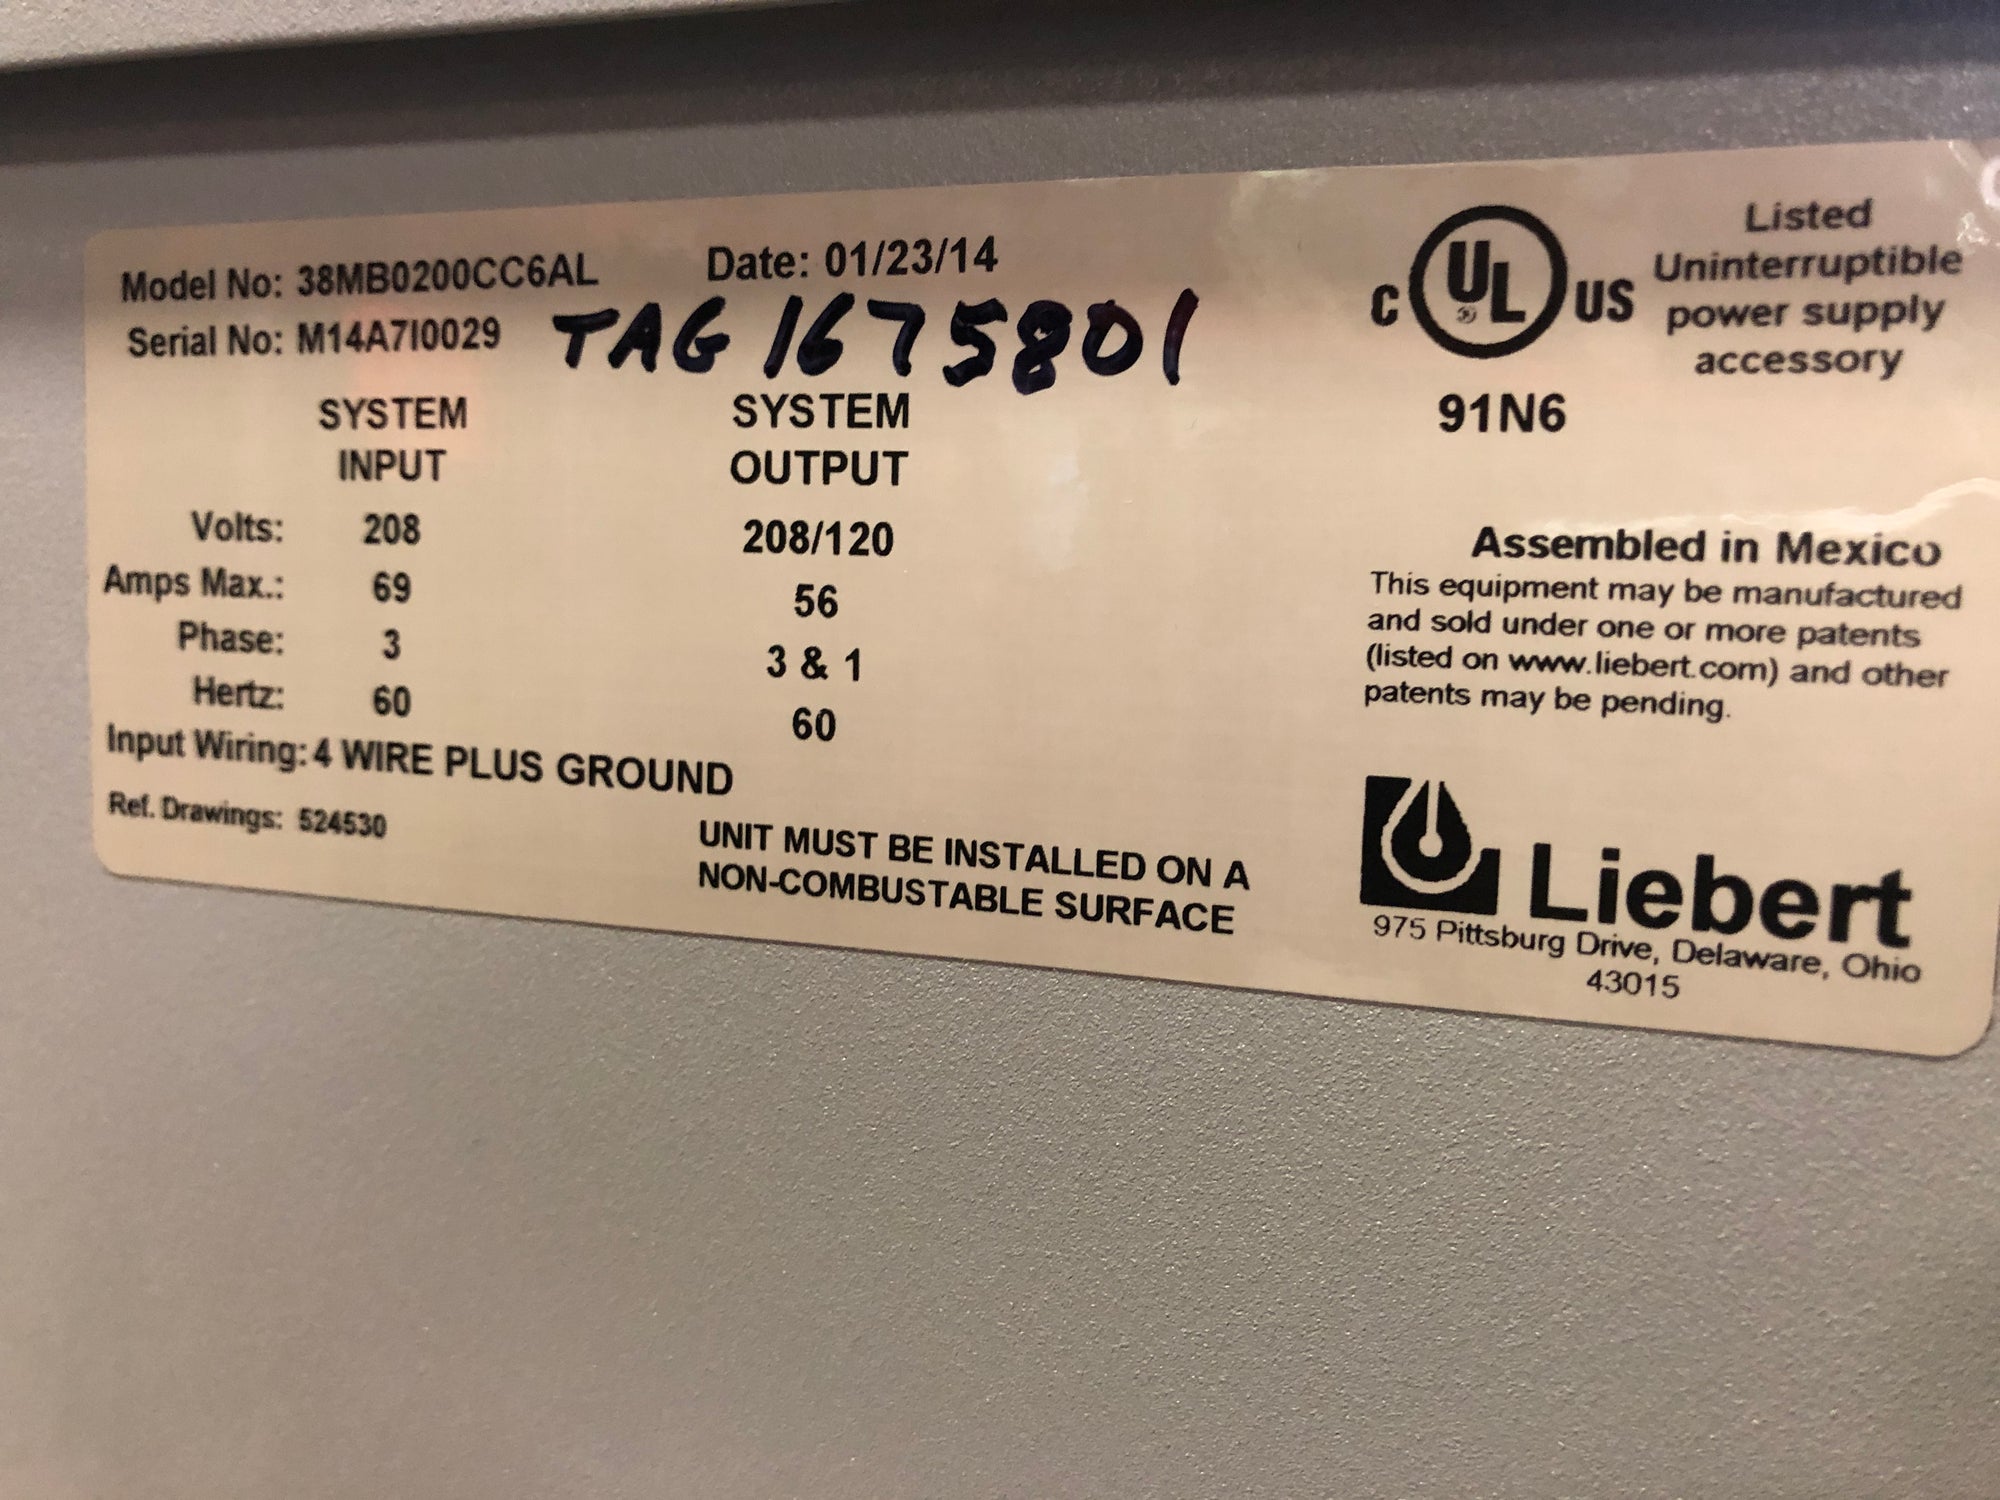 Model No: 38MB0200CC6AL Date: 01/23/14
Serial No: M14A7I0029 TAG 1675801
SYSTEM SYSTEM
INPUT OUTPUT
Volts: 208 208/120
Amps Max.: 69 56
Phase: 3 3 & 1
Hertz: 60 60
Input Wiring: 4 WIRE PLUS GROUND
Ref. Drawings: 524530
UNIT MUST BE INSTALLED ON A
NON-COMBUSTABLE SURFACE
C UL US
Listed
Uninterruptible
power supply
accessory
91N6
Assembled in Mexico
This equipment may be manufactured
and sold under one or more patents
(listed on www.liebert.com) and other
patents may be pending.
Liebert
975 Pittsburg Drive, Delaware, Ohio
43015